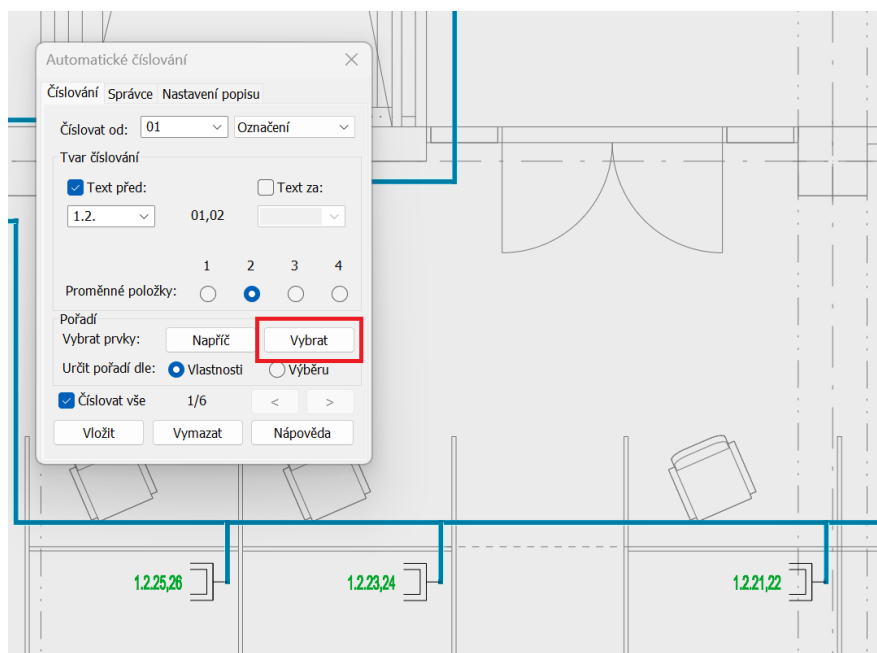 Automatické číslování
Číslování Správce Nastavení popisu
Číslovat od: 01 Označení
Tvar číslování
Text před: Text za:
1.2. 01,02
1 2 3 4
Proměnné položky:
Pořadí
Vybrat prvky: Napříč Vybrat
Určit pořadí dle: Vlastnosti Výběru
Číslovat vše 1/6 < >
Vložit Vymazat Nápověda
1.2.25,26 1.2.23,24 1.2.21,22